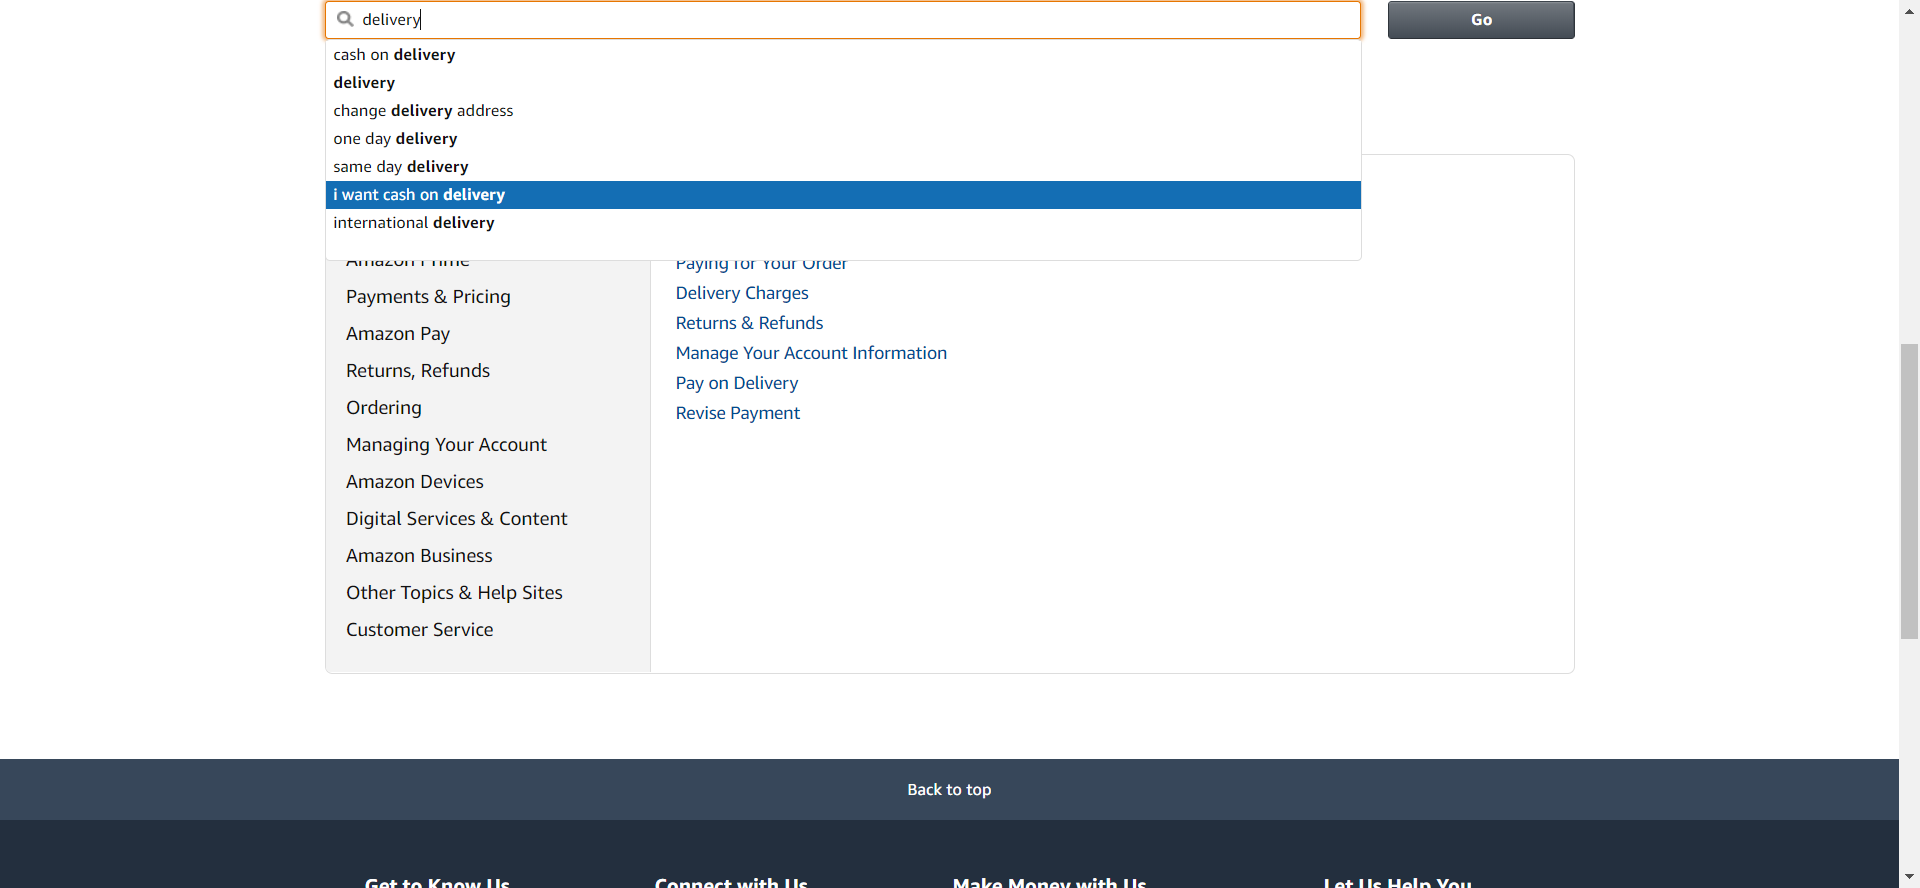 delivery
Go
cash on delivery
delivery
change delivery address
one day delivery
same day delivery
i want cash on delivery
international delivery
Amazon Prime
Payments & Pricing
Amazon Pay
Returns, Refunds
Ordering
Managing Your Account
Amazon Devices
Digital Services & Content
Amazon Business
Other Topics & Help Sites
Customer Service
Paying for Your Order
Delivery Charges
Returns & Refunds
Manage Your Account Information
Pay on Delivery
Revise Payment
Back to top
Get to Know Us
Connect with Us
Make Money with Us
Let Us Help You